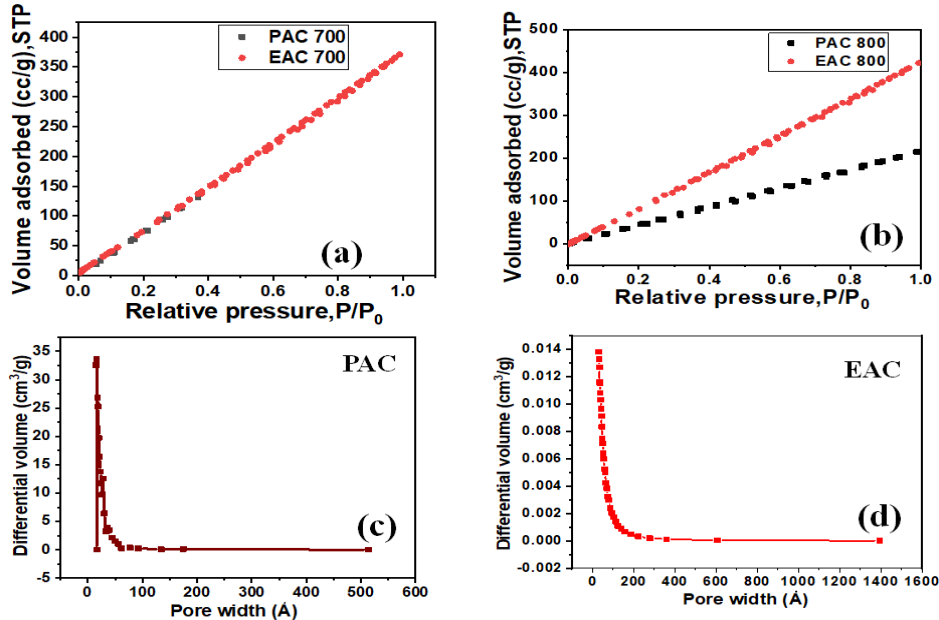 PAC 700
EAC 700
400
350
300
250
200
150
100
50
0
0.0 0.2 0.4 0.6 0.8 1.0
Volume adsorbed (cc/g),STP
Relative pressure,P/P0
(a)
PAC 800
EAC 800
500
400
300
200
100
0
0.0 0.2 0.4 0.6 0.8 1.0
Volume adsorbed (cc/g),STP
Relative pressure,P/P0
(b)
PAC
35
30
25
20
15
10
5
0
-5
0 100 200 300 400 500 600
Differential volume (cm3/g)
Pore width (Å)
(c)
EAC
0.014
0.012
0.010
0.008
0.006
0.004
0.002
0.000
-0.002
0 200 400 600 800 1000 1200 1400 1600
Differential volume (cm3/g)
Pore width (Å)
(d)